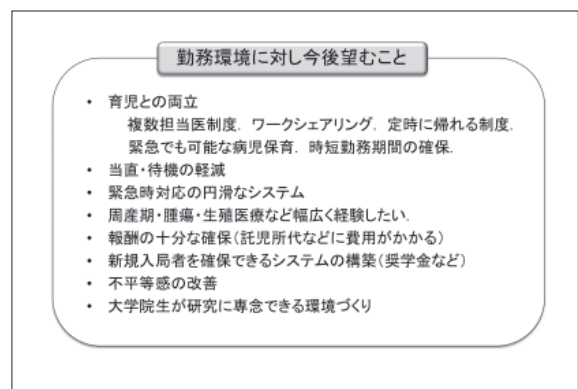 勤務環境に対し今後望むこと
• 育児との両立
複数担当医制度．ワークシェアリング．定時に帰れる制度．
緊急でも可能な病児保育．時短勤務期間の確保．
• 当直・待機の軽減
• 緊急時対応の円滑なシステム
• 周産期・腫瘍・生殖医療など幅広く経験したい．
• 報酬の十分な確保（託児所代などに費用がかかる）
• 新規入局者を確保できるシステムの構築（奨学金など）
• 不平等感の改善
• 大学院生が研究に専念できる環境づくり